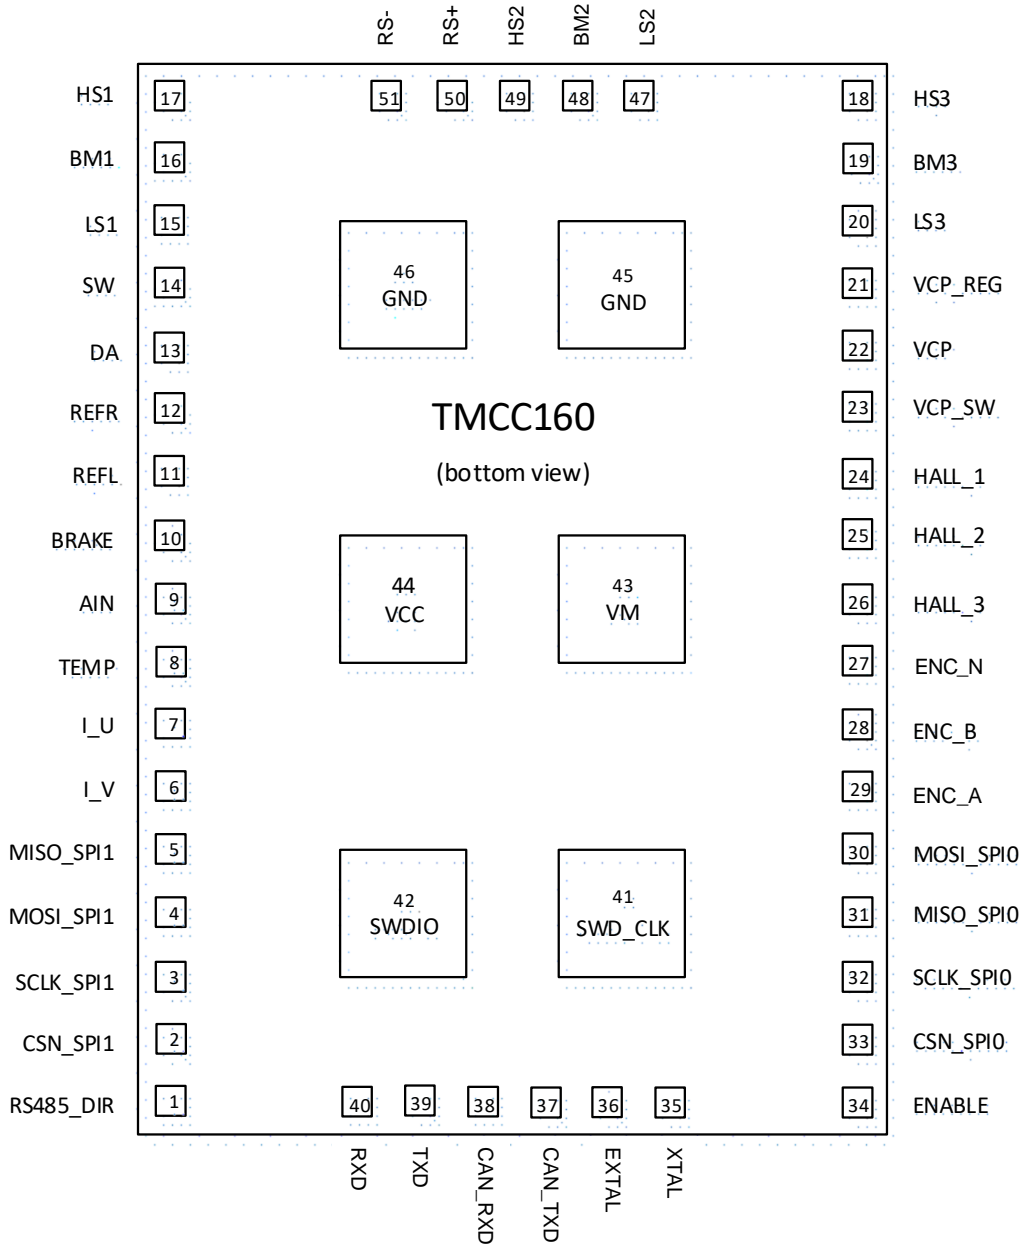 RS-
RS+
HS2
BM2
LS2
HS1 17 51 50 49 48 47 18 HS3
BM1 16 19 BM3
LS1 15 20 LS3
SW 14 46 45 21 VCP_REG
GND GND
DA 13 22 VCP
REFR 12 TMCC160 23 VCP_SW
REFL 11 (bottom view) 24 HALL_1
BRAKE 10 25 HALL_2
AIN 9 44 43 26 HALL_3
VCC VM
TEMP 8 27 ENC_N
I_U 7 28 ENC_B
I_V 6 29 ENC_A
MISO_SPI1 5 30 MOSI_SPI0
MOSI_SPI1 4 42 41 31 MISO_SPI0
SWDIO SWD_CLK
SCLK_SPI1 3 32 SCLK_SPI0
CSN_SPI1 2 33 CSN_SPI0
RS485_DIR 1 40 39 38 37 36 35 34 ENABLE
RXD
TXD
CAN_RXD
CAN_TXD
EXTAL
XTAL